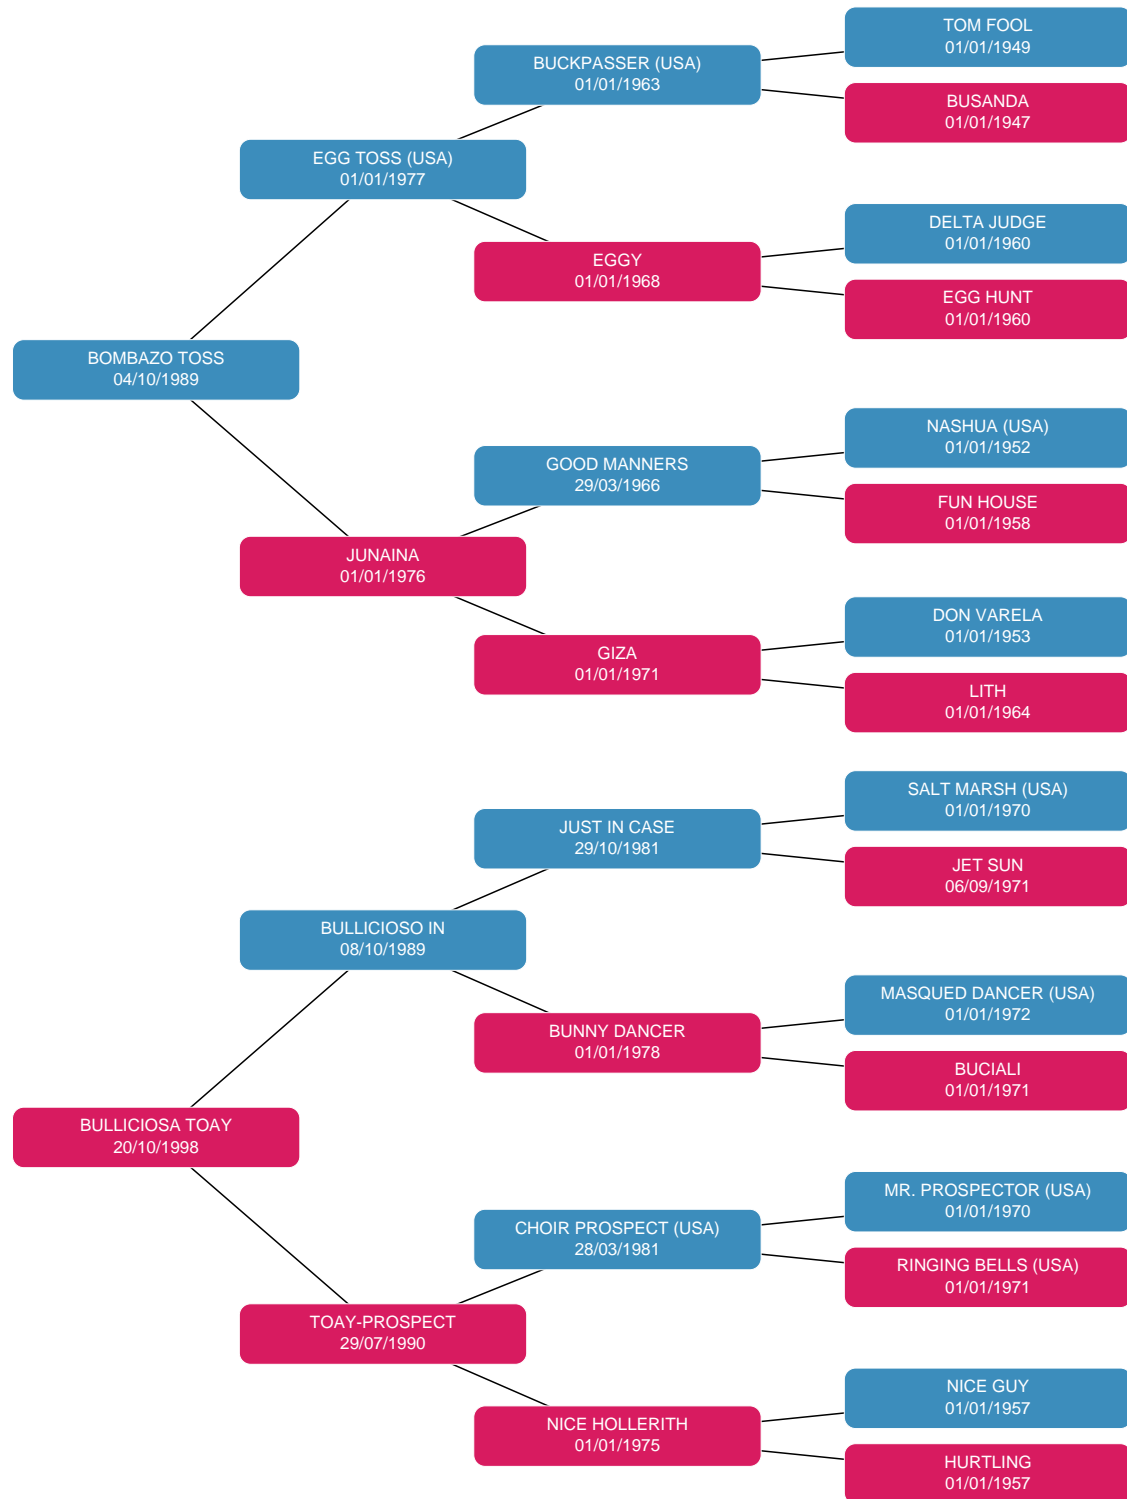 TOM FOOL
01/01/1949
BUCKPASSER (USA)
01/01/1963
BUSANDA
01/01/1947
EGG TOSS (USA)
01/01/1977
DELTA JUDGE
01/01/1960
EGGY
01/01/1968
EGG HUNT
01/01/1960
BOMBAZO TOSS
04/10/1989
NASHUA (USA)
01/01/1952
GOOD MANNERS
29/03/1966
FUN HOUSE
01/01/1958
JUNAINA
01/01/1976
DON VARELA
01/01/1953
GIZA
01/01/1971
LITH
01/01/1964
SALT MARSH (USA)
01/01/1970
JUST IN CASE
29/10/1981
JET SUN
06/09/1971
BULLICIOSO IN
08/10/1989
MASQUED DANCER (USA)
01/01/1972
BUNNY DANCER
01/01/1978
BUCIALI
01/01/1971
BULLICIOSA TOAY
20/10/1998
MR. PROSPECTOR (USA)
01/01/1970
CHOIR PROSPECT (USA)
28/03/1981
RINGING BELLS (USA)
01/01/1971
TOAY-PROSPECT
29/07/1990
NICE GUY
01/01/1957
NICE HOLLERITH
01/01/1975
HURTLING
01/01/1957